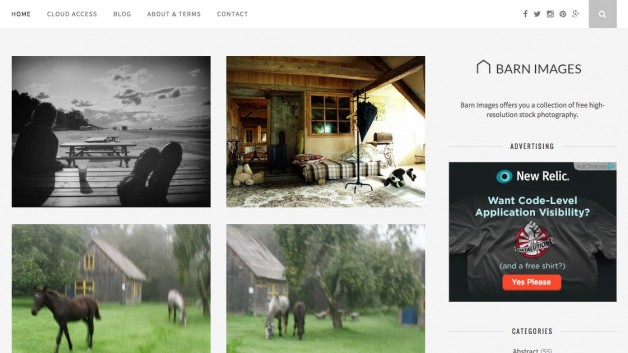 HOME CLOUD ACCESS BLOG ABOUT & TERMS CONTACT
BARN IMAGES
Barn Images offers you a collection of free high-
resolution stock photography.
ADVERTISING
AdChoices
New Relic.
Want Code-Level
Application Visibility?
(and a free shirt?)
Yes Please
CATEGORIES
Abstract (55)